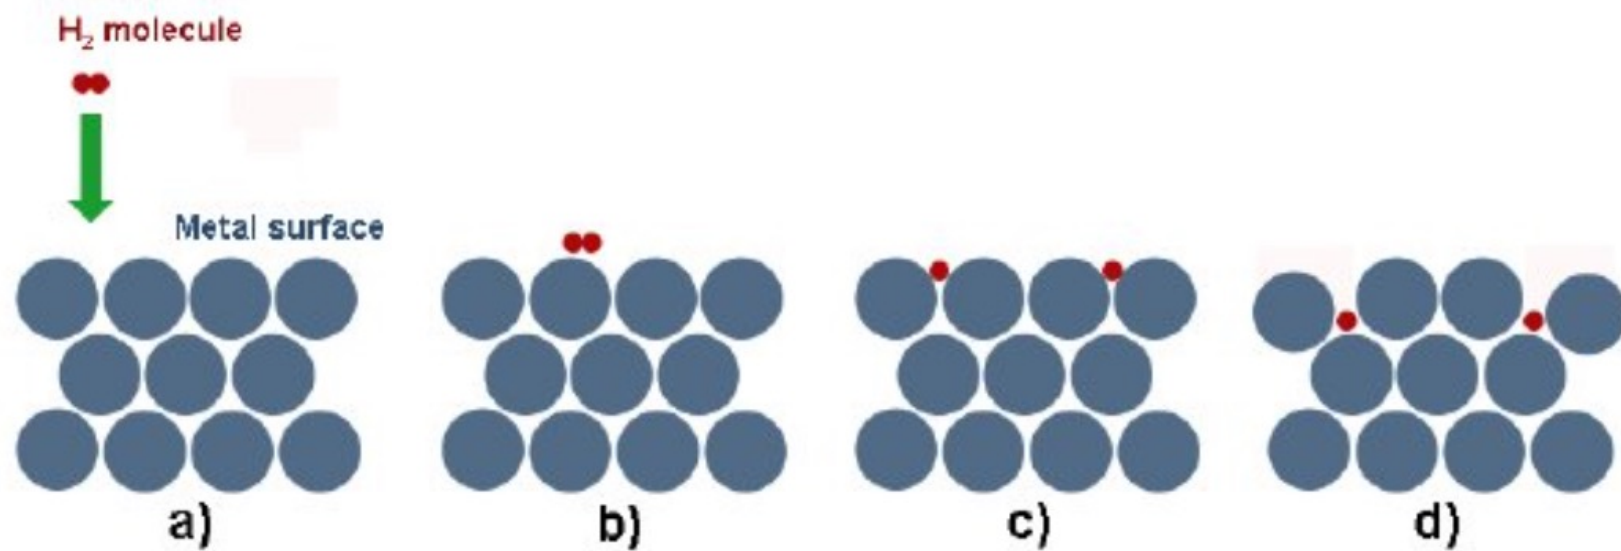 H₂ molecule
Metal surface
a)
b)
c)
d)